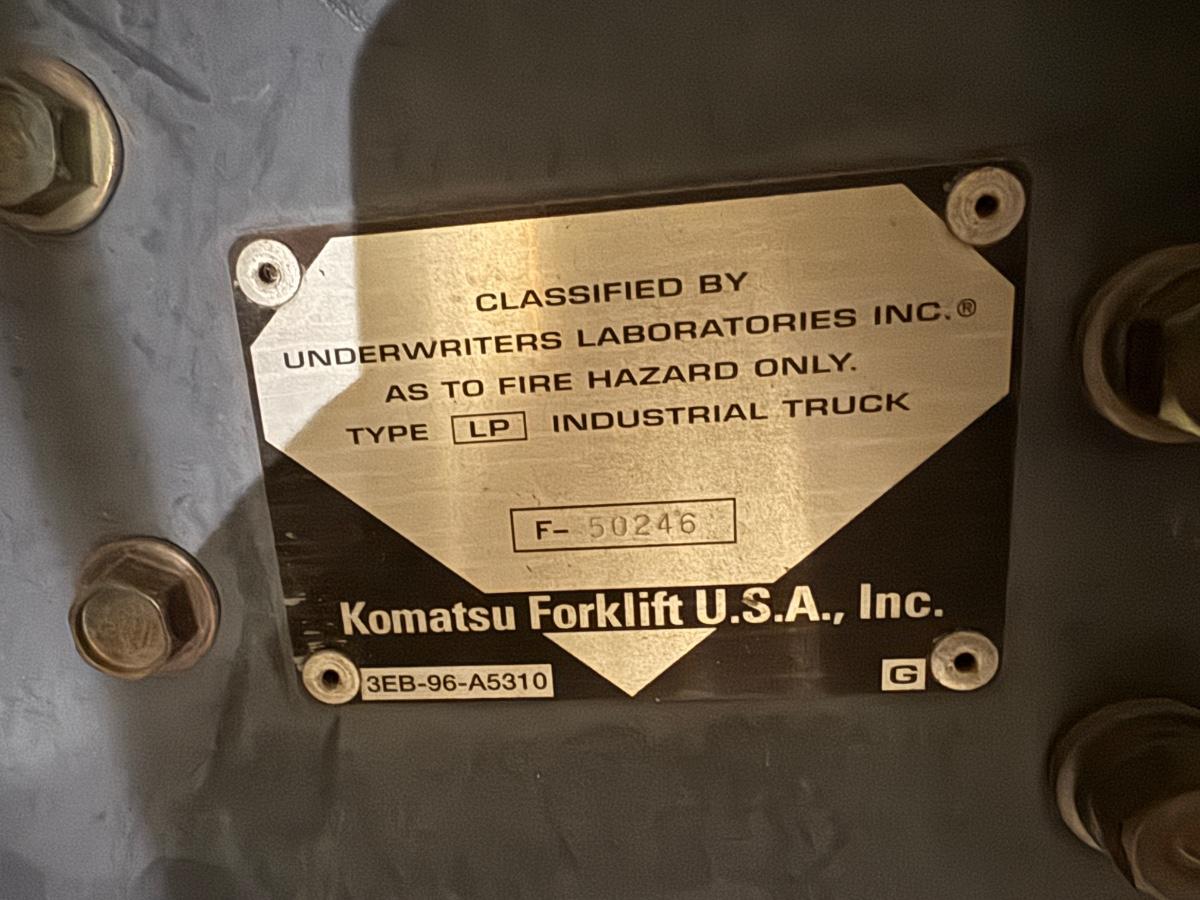 CLASSIFIED BY
UNDERWRITERS LABORATORIES INC.®
AS TO FIRE HAZARD ONLY.
TYPE LP INDUSTRIAL TRUCK
F- 50246
Komatsu Forklift U.S.A., Inc.
3EB-96-A5310 G